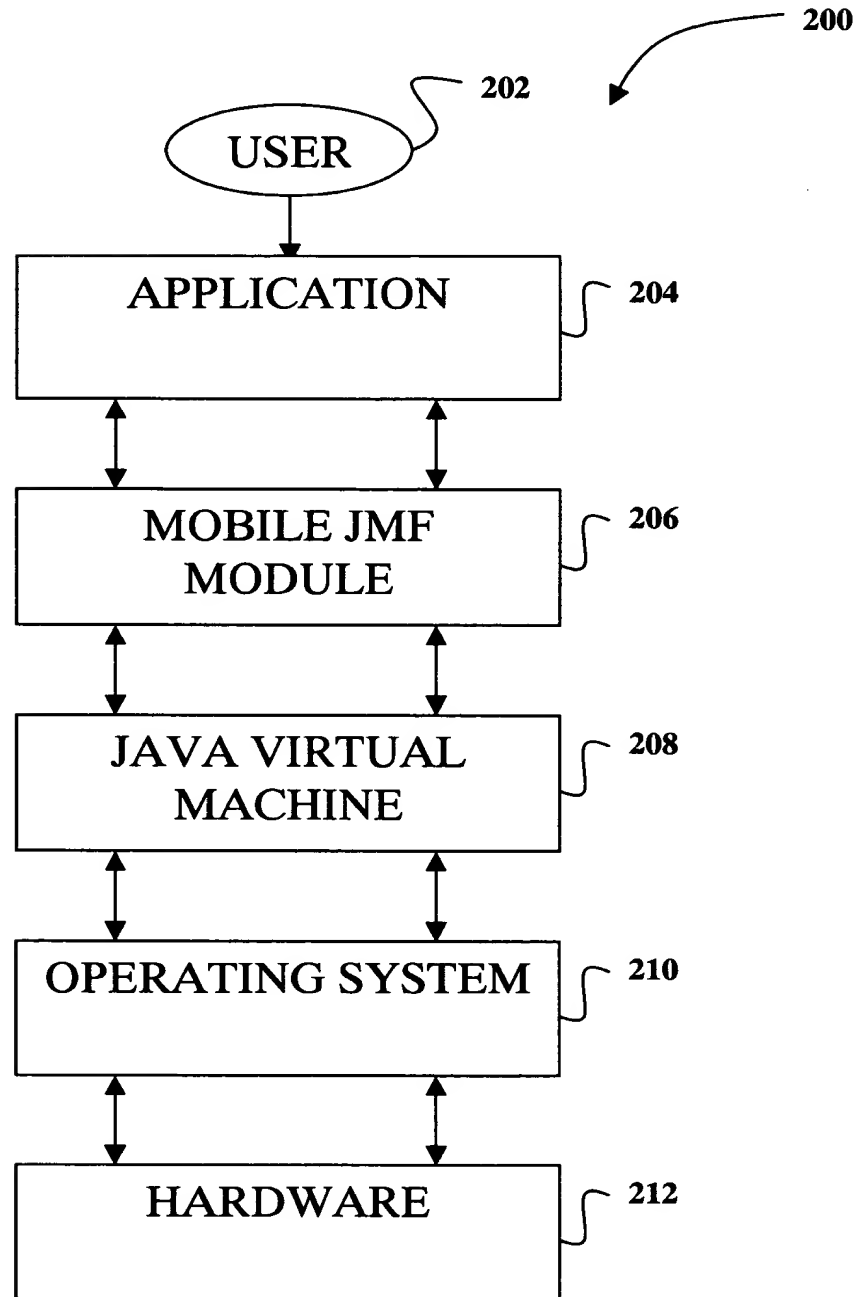 200
202
USER
APPLICATION
204
MOBILE JMF
MODULE
206
JAVA VIRTUAL
MACHINE
208
OPERATING SYSTEM
210
HARDWARE
212